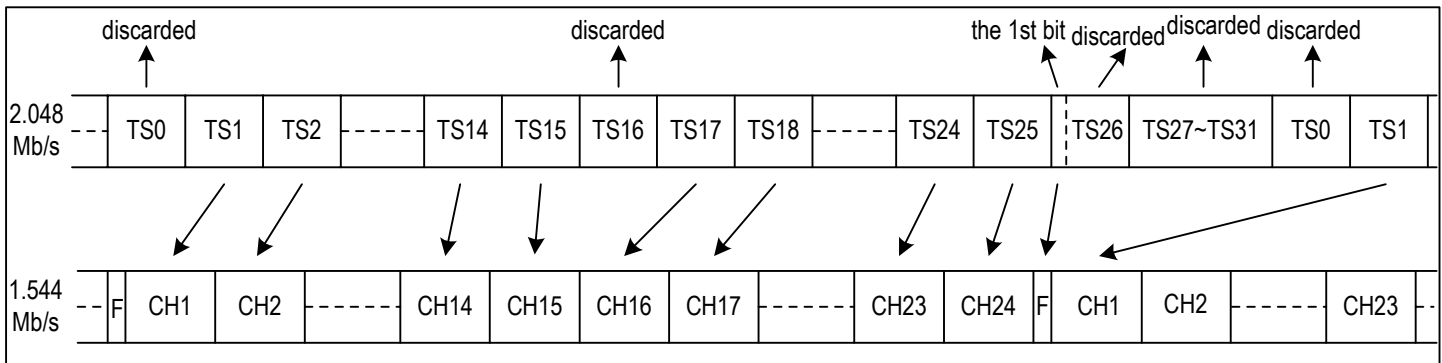 discarded discarded the 1st bit discarded discarded discarded
2.048 Mb/s
TS0 TS1 TS2 TS14 TS15 TS16 TS17 TS18 TS24 TS25 TS26 TS27~TS31 TS0 TS1
1.544 Mb/s
F CH1 CH2 CH14 CH15 CH16 CH17 CH23 CH24 F CH1 CH2 CH23